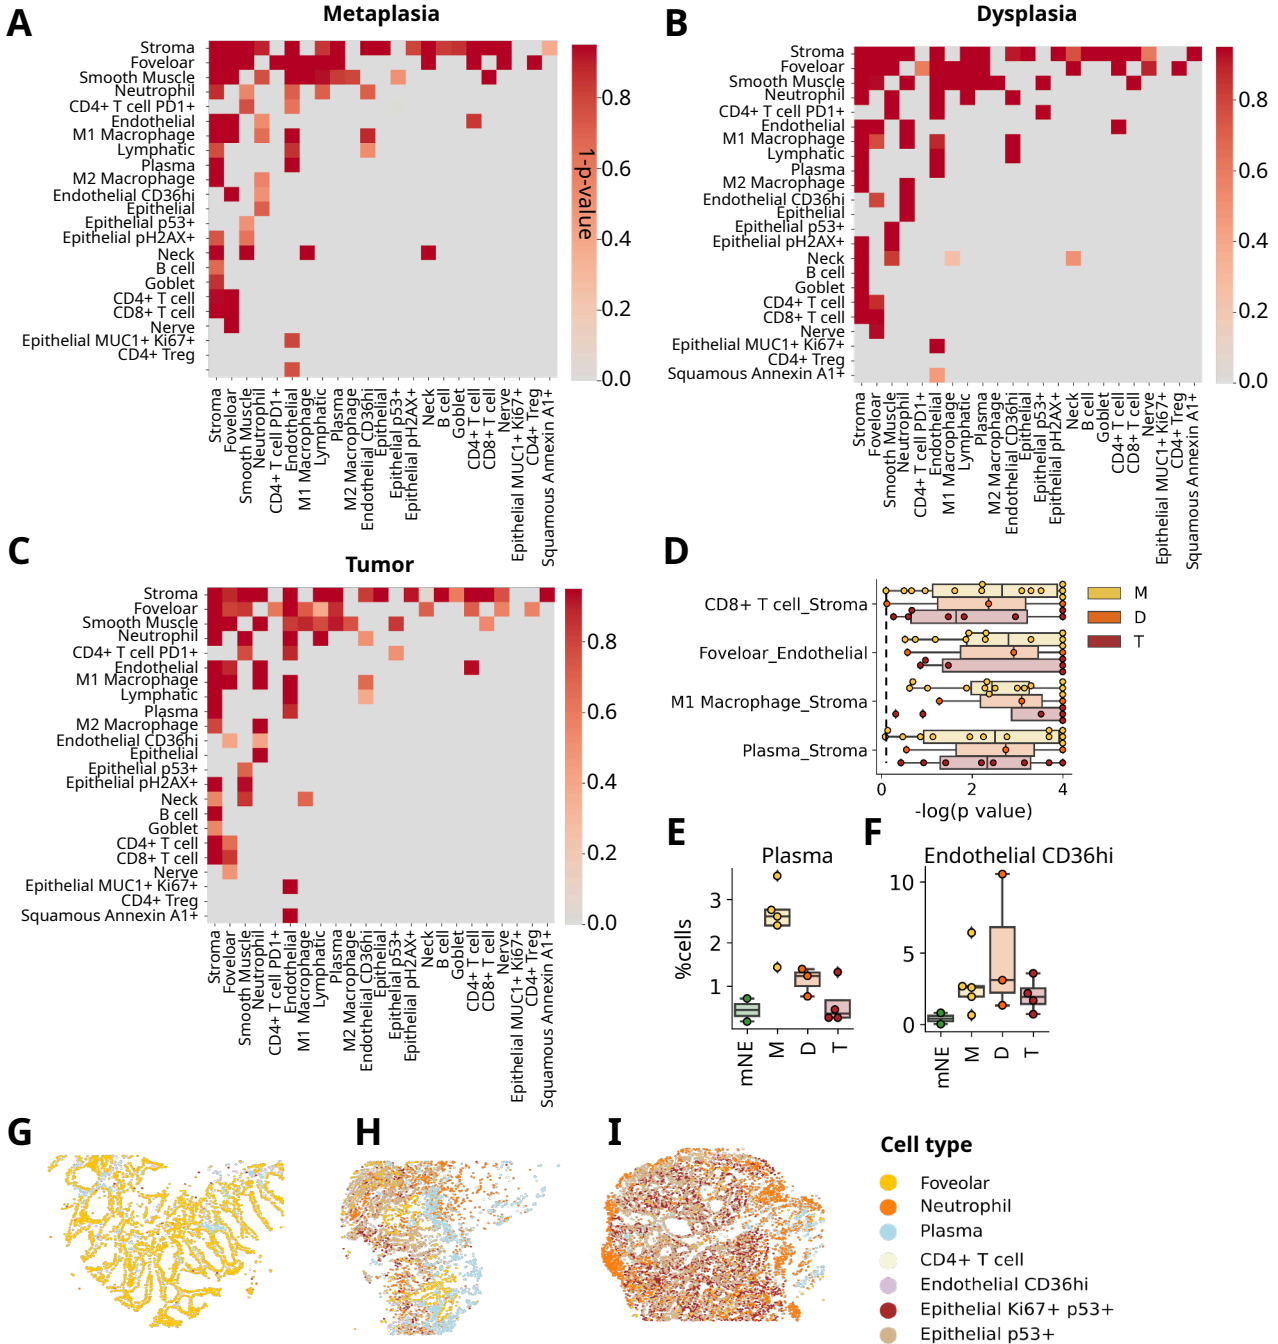 A
Metaplasia
Stroma
Foveloar
Smooth Muscle
Neutrophil
CD4+ T cell PD1+
Endothelial
M1 Macrophage
Lymphatic
Plasma
M2 Macrophage
Endothelial CD36hi
Epithelial
Epithelial p53+
Epithelial pH2AX+
Neck
B cell
Goblet
CD4+ T cell
CD8+ T cell
Nerve
Epithelial MUC1+ Ki67+
CD4+ Treg
Stroma
Foveloar
Smooth Muscle
Neutrophil
CD4+ T cell PD1+
Endothelial
M1 Macrophage
Lymphatic
Plasma
M2 Macrophage
Endothelial CD36hi
Epithelial
Epithelial p53+
Epithelial pH2AX+
Neck
B cell
Goblet
CD4+ T cell
CD8+ T cell
Nerve
Epithelial MUC1+ Ki67+
CD4+ Treg
Squamous Annexin A1+
0.8
0.6
0.4
0.2
0.0
1-p-value
B
Dysplasia
Stroma
Foveloar
Smooth Muscle
Neutrophil
CD4+ T cell PD1+
Endothelial
M1 Macrophage
Lymphatic
Plasma
M2 Macrophage
Endothelial CD36hi
Epithelial
Epithelial p53+
Epithelial pH2AX+
Neck
B cell
Goblet
CD4+ T cell
CD8+ T cell
Nerve
Epithelial MUC1+ Ki67+
CD4+ Treg
Squamous Annexin A1+
Stroma
Foveloar
Smooth Muscle
Neutrophil
CD4+ T cell PD1+
Endothelial
M1 Macrophage
Lymphatic
Plasma
M2 Macrophage
Endothelial CD36hi
Epithelial
Epithelial p53+
Epithelial pH2AX+
Neck
B cell
Goblet
CD4+ T cell
CD8+ T cell
Nerve
Epithelial MUC1+ Ki67+
CD4+ Treg
Squamous Annexin A1+
0.8
0.6
0.4
0.2
0.0
C
Tumor
Stroma
Foveloar
Smooth Muscle
Neutrophil
CD4+ T cell PD1+
Endothelial
M1 Macrophage
Lymphatic
Plasma
M2 Macrophage
Endothelial CD36hi
Epithelial
Epithelial p53+
Epithelial pH2AX+
Neck
B cell
Goblet
CD4+ T cell
CD8+ T cell
Nerve
Epithelial MUC1+ Ki67+
CD4+ Treg
Squamous Annexin A1+
Stroma
Foveloar
Smooth Muscle
Neutrophil
CD4+ T cell PD1+
Endothelial
M1 Macrophage
Lymphatic
Plasma
M2 Macrophage
Endothelial CD36hi
Epithelial
Epithelial p53+
Epithelial pH2AX+
Neck
B cell
Goblet
CD4+ T cell
CD8+ T cell
Nerve
Epithelial MUC1+ Ki67+
CD4+ Treg
Squamous Annexin A1+
0.8
0.6
0.4
0.2
0.0
D
CD8+ T cell_Stroma
Foveloar_Endothelial
M1 Macrophage_Stroma
Plasma_Stroma
0 2 4
-log(p value)
M
D
T
E
Plasma
%cells
3
2
1
mNE M D T
F
Endothelial CD36hi
10
5
0
mNE M D T
G
H
I
Cell type
Foveolar
Neutrophil
Plasma
CD4+ T cell
Endothelial CD36hi
Epithelial Ki67+ p53+
Epithelial p53+